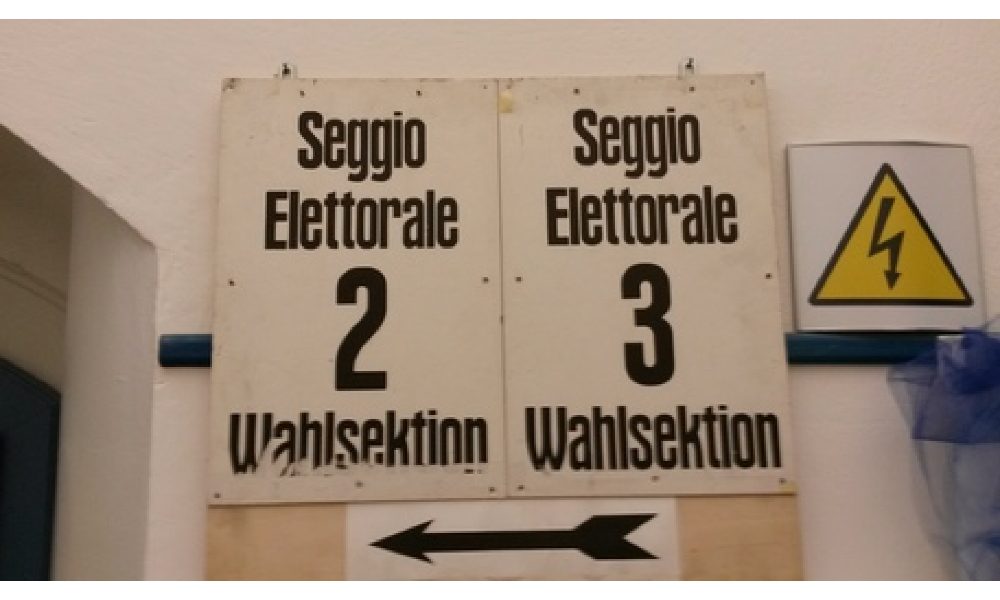 Seggio
Elettorale
2
Wahlsektion
Seggio
Elettorale
3
Wahlsektion